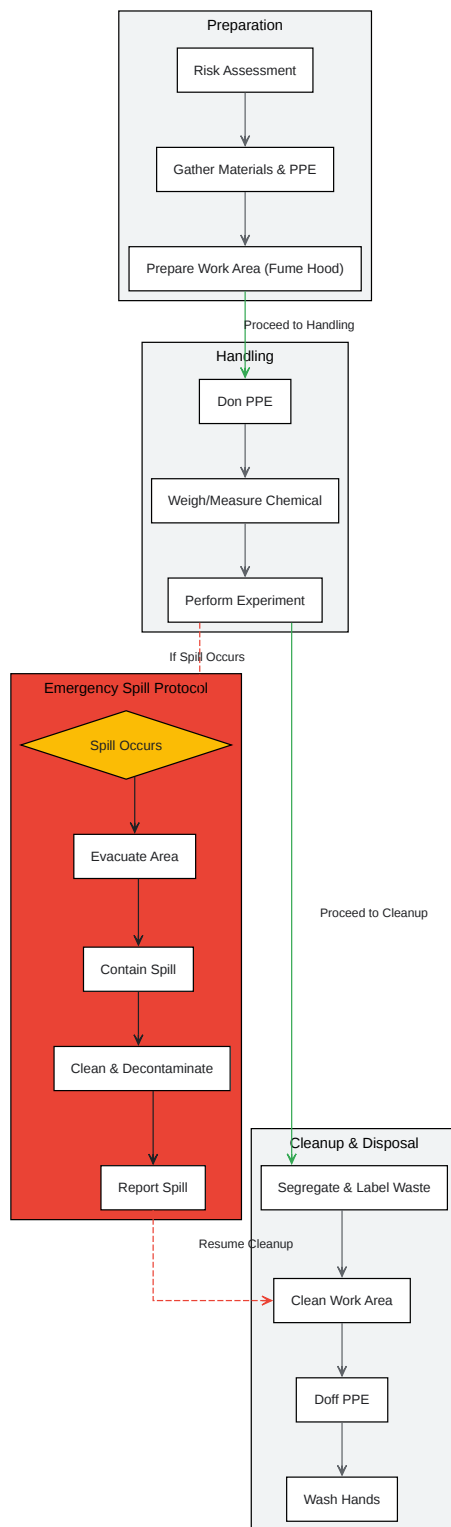 Preparation
Risk Assessment
Gather Materials & PPE
Prepare Work Area (Fume Hood)
Proceed to Handling
Handling
Don PPE
Weigh/Measure Chemical
Perform Experiment
If Spill Occurs
Emergency Spill Protocol
Spill Occurs
Evacuate Area
Contain Spill
Clean & Decontaminate
Report Spill
Proceed to Cleanup
Cleanup & Disposal
Segregate & Label Waste
Resume Cleanup
Clean Work Area
Doff PPE
Wash Hands